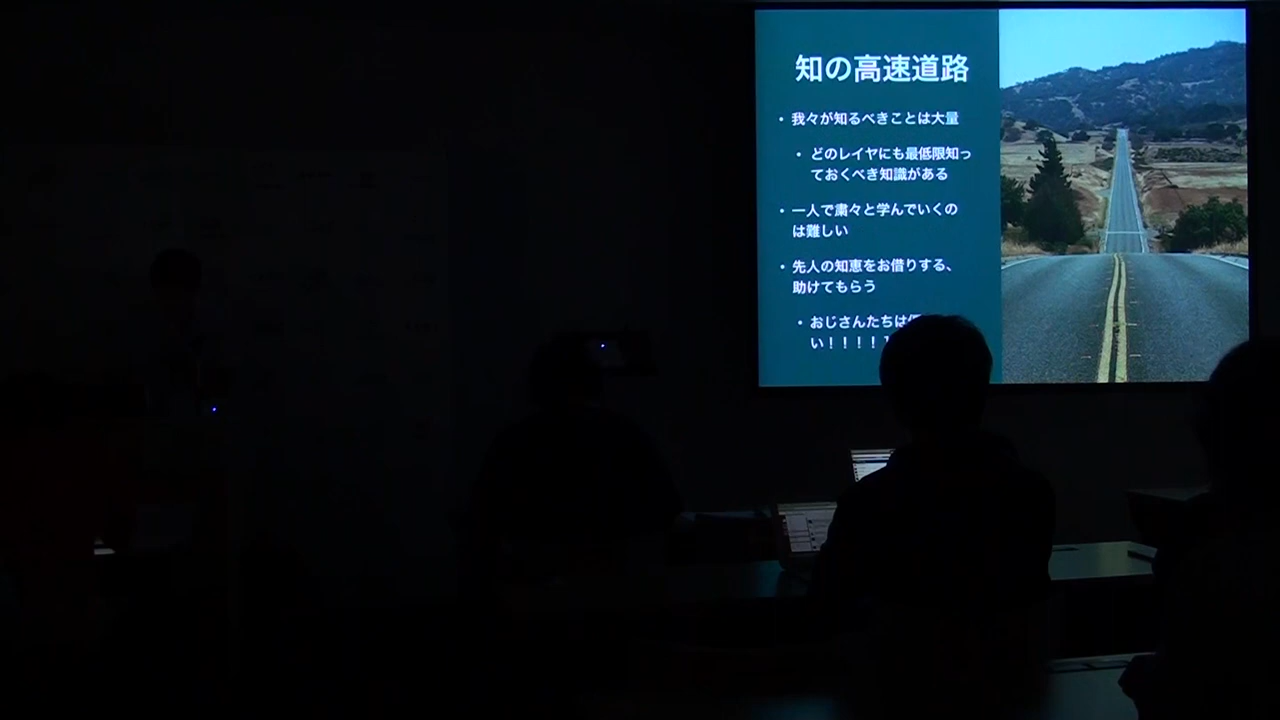 知の高速道路
• 我々が知るべきことは大量
• どのレイヤにも最低限知っ
ておくべき知識がある
• 一人で粛々と学んでいくの
は難しい
• 先人の知恵をお借りする、
助けてもらう
• おじさんたちは
い！！！！